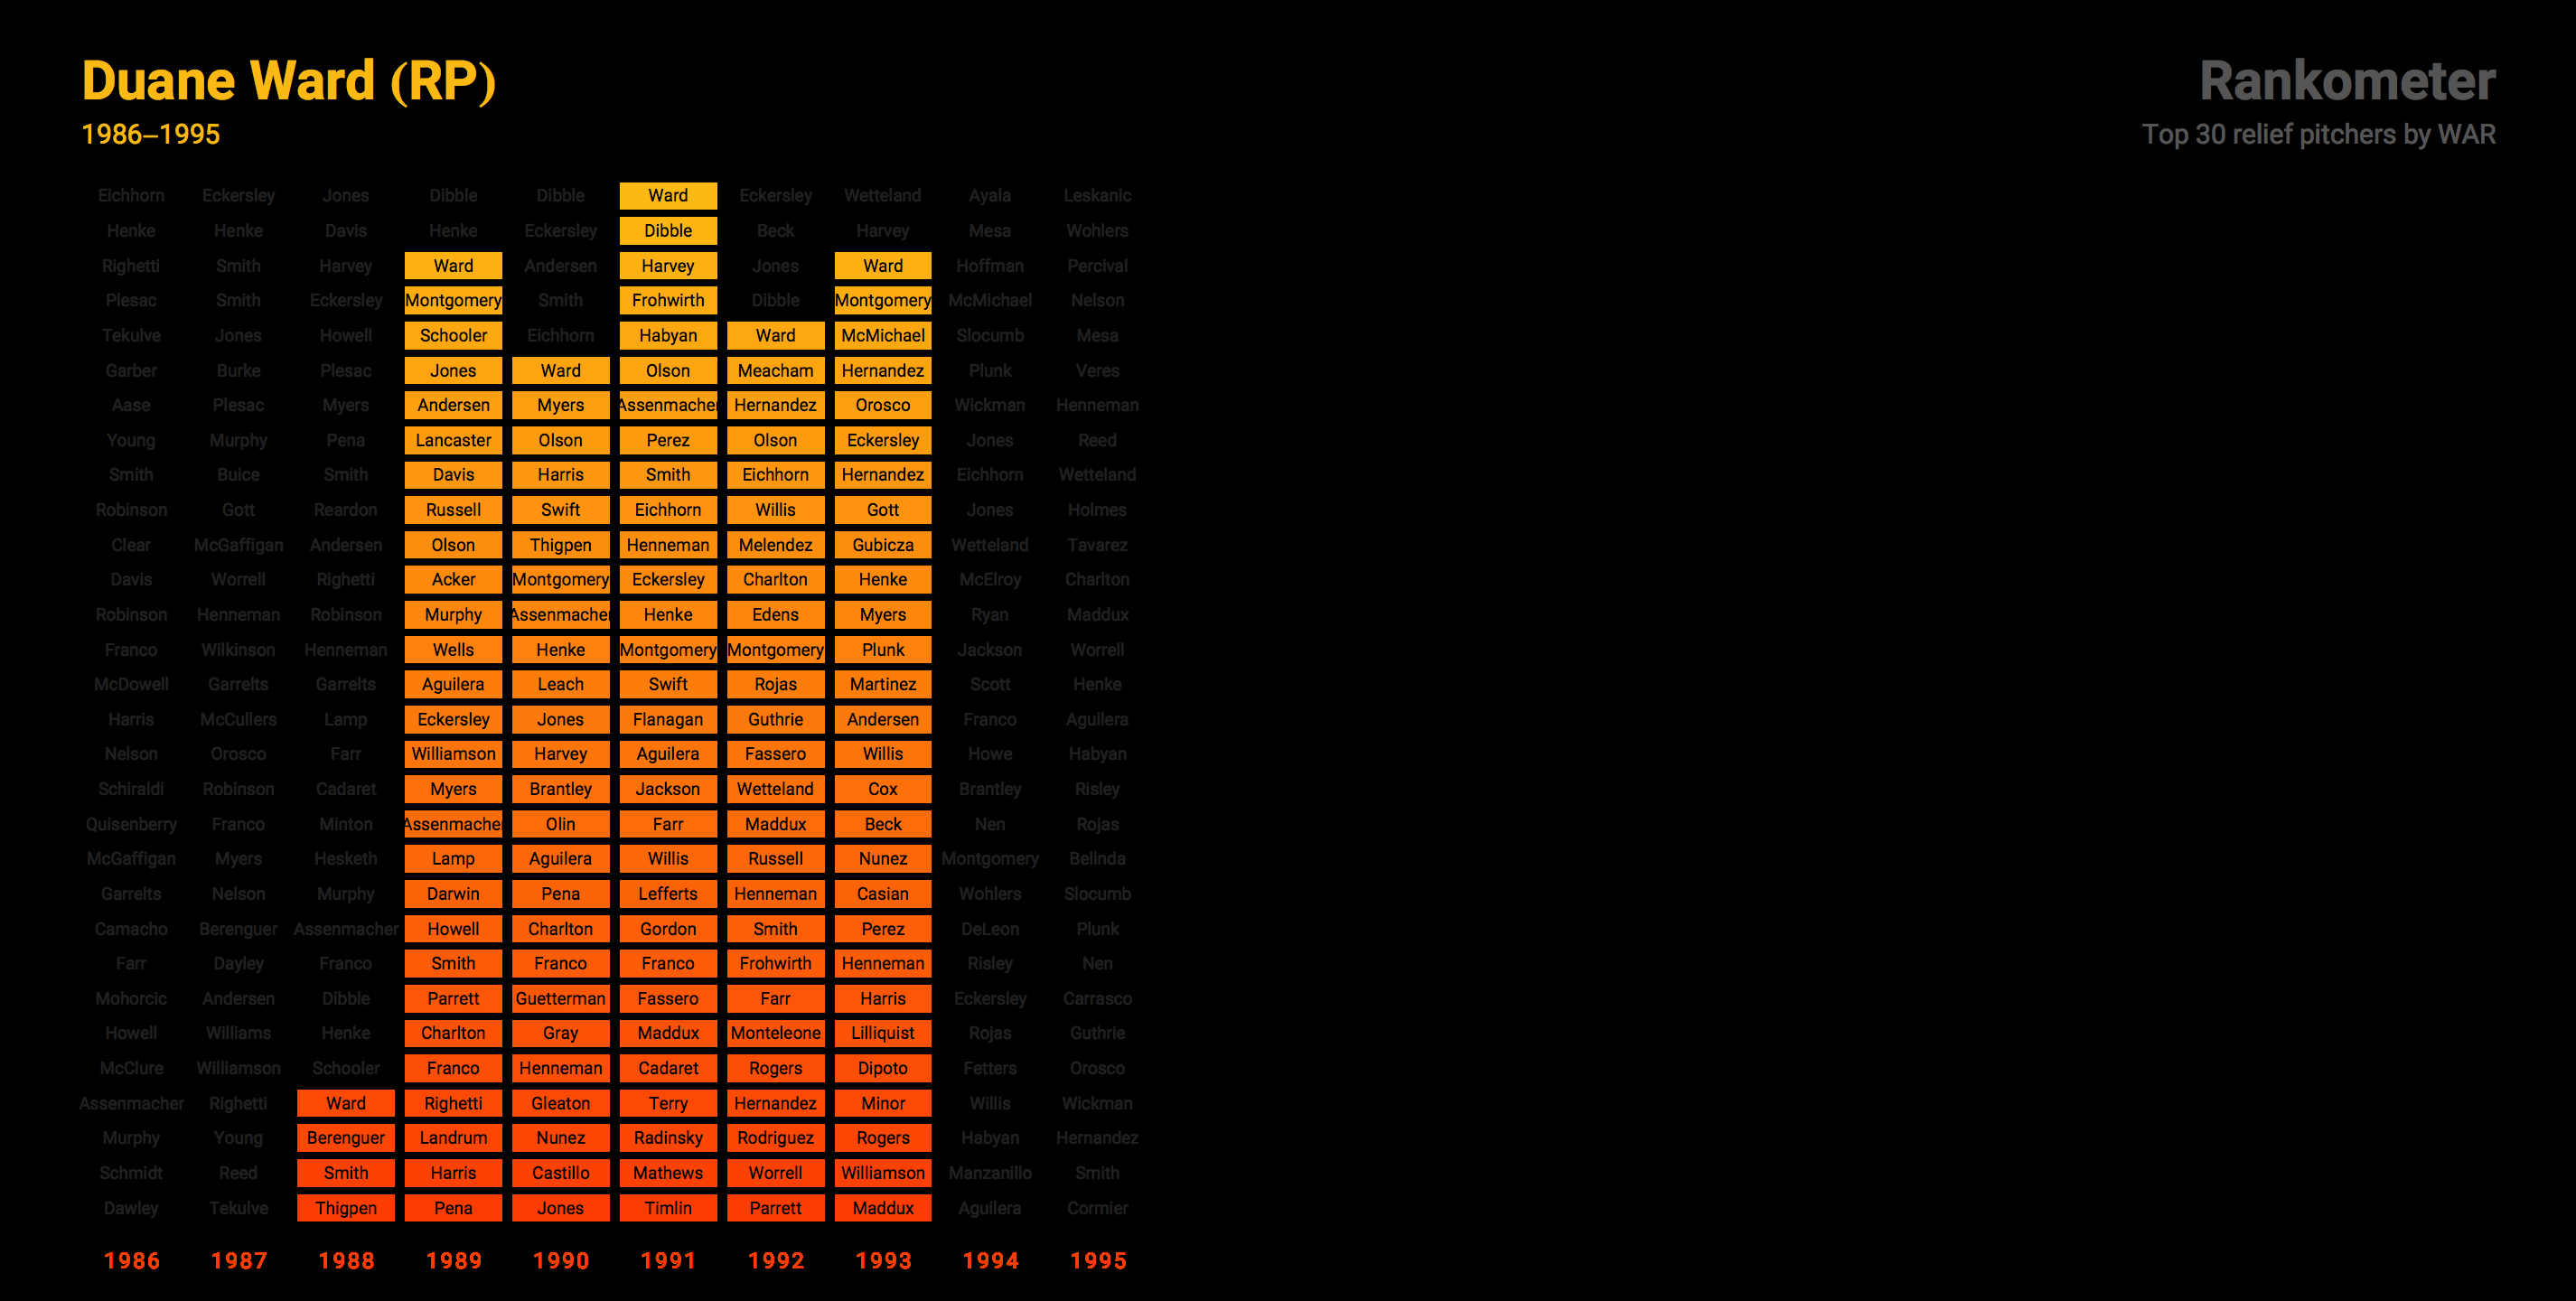 Duane Ward (RP)
1986–1995
Rankometer
Top 30 relief pitchers by WAR
Eichhorn Eckersley Jones Dibble Dibble Ward Eckersley Wetteland Ayala Leskanic
Henke Henke Davis Henke Eckersley Dibble Beck Harvey Mesa Wohlers
Righetti Smith Harvey Ward Andersen Harvey Jones Ward Hoffman Percival
Plesac Smith Eckersley Montgomery Smith Frohwirth Dibble Montgomery McMichael Nelson
Tekulve Jones Howell Schooler Eichhorn Habyan Ward McMichael Slocumb Mesa
Garber Burke Plesac Jones Ward Olson Meacham Hernandez Plunk Veres
Aase Plesac Myers Andersen Myers Assenmacher Hernandez Orosco Wickman Henneman
Young Murphy Pena Lancaster Olson Perez Olson Eckersley Jones Reed
Smith Buice Smith Davis Harris Smith Eichhorn Hernandez Eichhorn Wetteland
Robinson Gott Reardon Russell Swift Eichhorn Willis Gott Jones Holmes
Clear McGaffigan Andersen Olson Thigpen Henneman Melendez Gubicza Wetteland Tavarez
Davis Worrell Righetti Acker Montgomery Eckersley Charlton Henke McElroy Charlton
Robinson Henneman Robinson Murphy Assenmacher Henke Edens Myers Ryan Maddux
Franco Wilkinson Henneman Wells Henke Montgomery Montgomery Plunk Jackson Worrell
McDowell Garrelts Garrelts Aguilera Leach Swift Rojas Martinez Scott Henke
Harris McCullers Lamp Eckersley Jones Flanagan Guthrie Andersen Franco Aguilera
Nelson Orosco Farr Williamson Harvey Aguilera Fassero Willis Howe Habyan
Schiraldi Robinson Cadaret Myers Brantley Jackson Wetteland Cox Brantley Risley
Quisenberry Franco Minton Assenmacher Olin Farr Maddux Beck Nen Rojas
McGaffigan Myers Hesketh Lamp Aguilera Willis Russell Nunez Montgomery Belinda
Garrelts Nelson Murphy Darwin Pena Lefferts Henneman Casian Wohlers Slocumb
Camacho Berenguer Assenmacher Howell Charlton Gordon Smith Perez DeLeon Plunk
Farr Dayley Franco Smith Franco Franco Frohwirth Henneman Risley Nen
Mohorcic Andersen Dibble Parrett Guetterman Fassero Farr Harris Eckersley Carrasco
Howell Williams Henke Charlton Gray Maddux Monteleone Lilliquist Rojas Guthrie
McClure Williamson Schooler Franco Henneman Cadaret Rogers Dipoto Fetters Orosco
Assenmacher Righetti Ward Righetti Gleaton Terry Hernandez Minor Willis Wickman
Murphy Young Berenguer Landrum Nunez Radinsky Rodriguez Rogers Habyan Hernandez
Schmidt Reed Smith Harris Castillo Mathews Worrell Williamson Manzanillo Smith
Dawley Tekulve Thigpen Pena Jones Timlin Parrett Maddux Aguilera Cormier
1986 1987 1988 1989 1990 1991 1992 1993 1994 1995